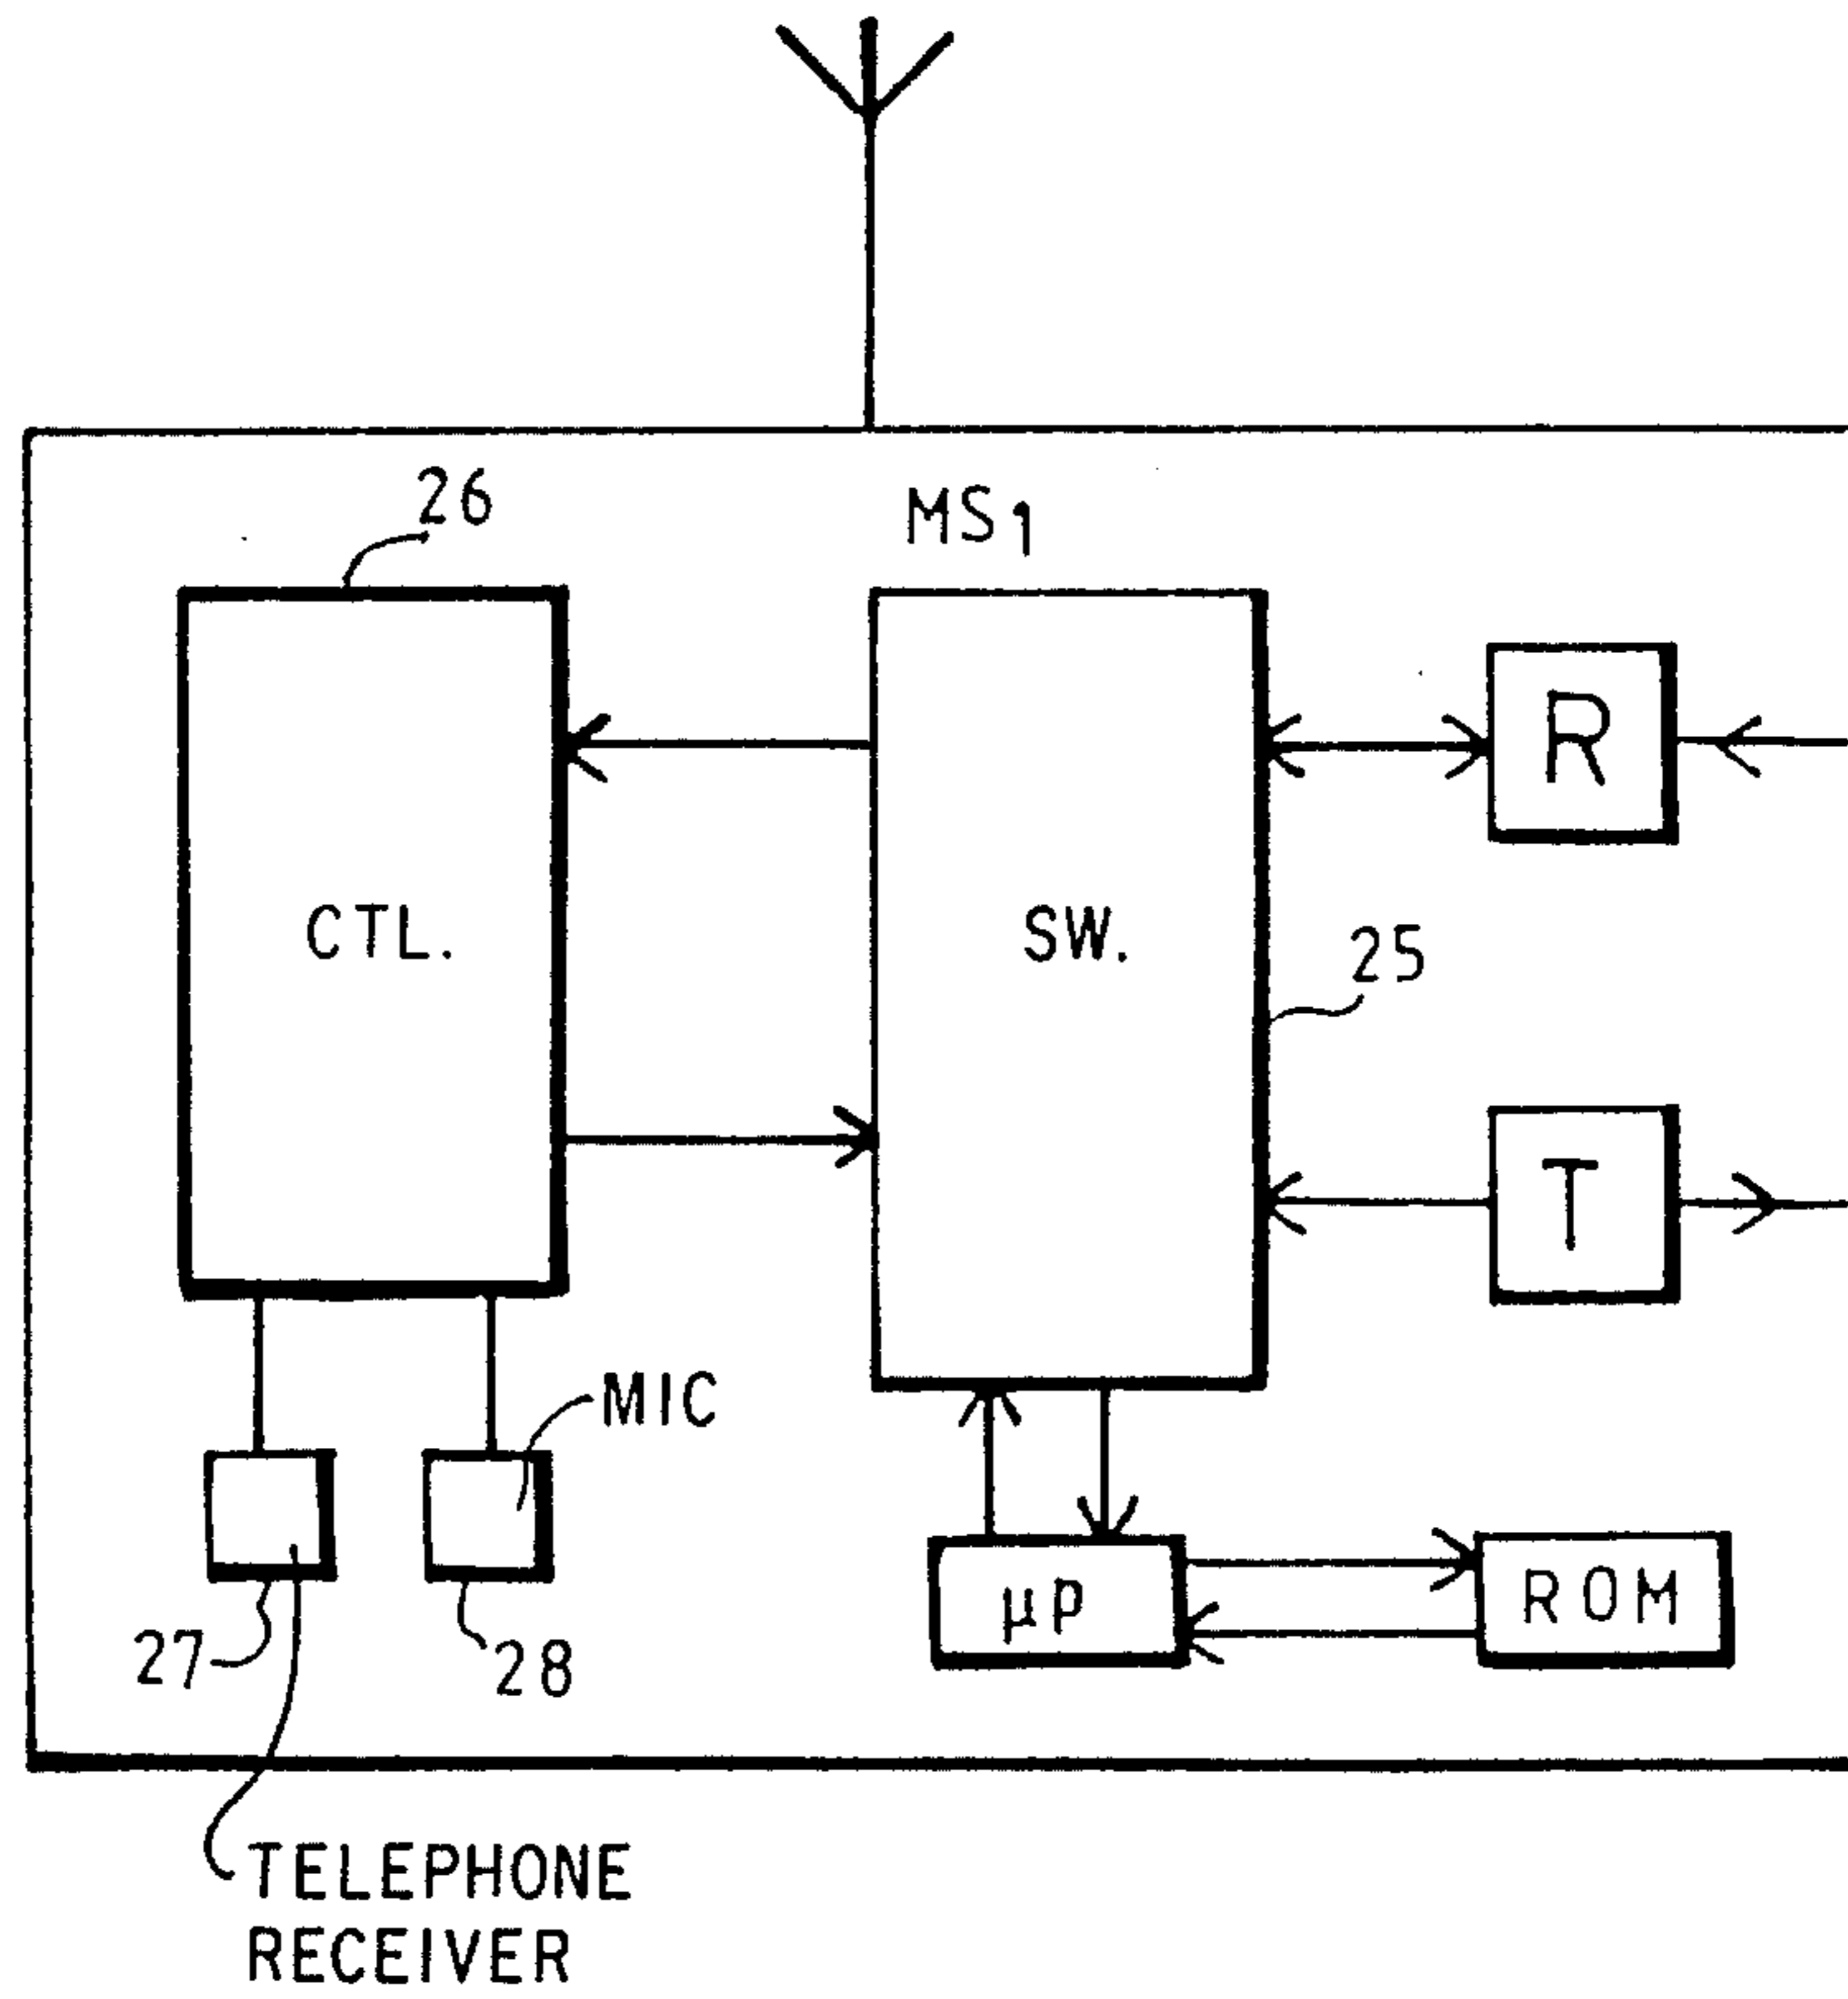 26
MS1
R
CTL.
SW.
25
T
MIC
µP
ROM
27
28
TELEPHONE
RECEIVER